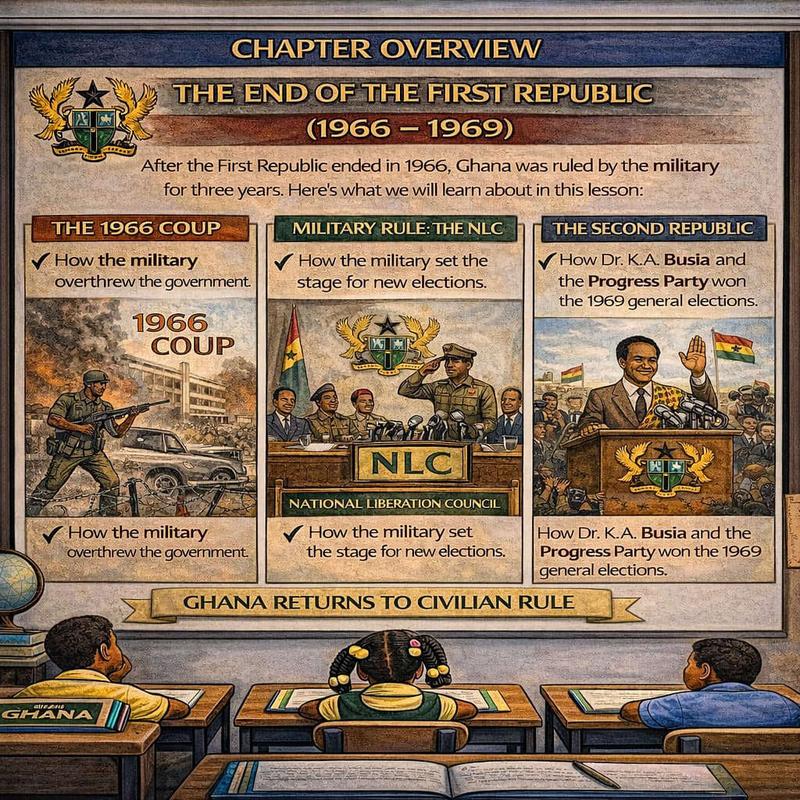 CHAPTER OVERVIEW
THE END OF THE FIRST REPUBLIC
(1966 – 1969)
After the First Republic ended in 1966, Ghana was ruled by the military
for three years. Here's what we will learn about in this lesson:
THE 1966 COUP
✓ How the military
overthrew the government.
1966
COUP
✓ How the military
overthrew the government.
MILITARY RULE: THE NLC
✓ How the military set the
stage for new elections.
NLC
NATIONAL LIBERATION COUNCIL
✓ How the military set
the stage for new elections.
THE SECOND REPUBLIC
✓ How Dr. K.A. Busia and
the Progress Party won
the 1969 general elections.
How Dr. K.A. Busia and the
Progress Party won the 1969
general elections.
GHANA RETURNS TO CIVILIAN RULE
GHANA